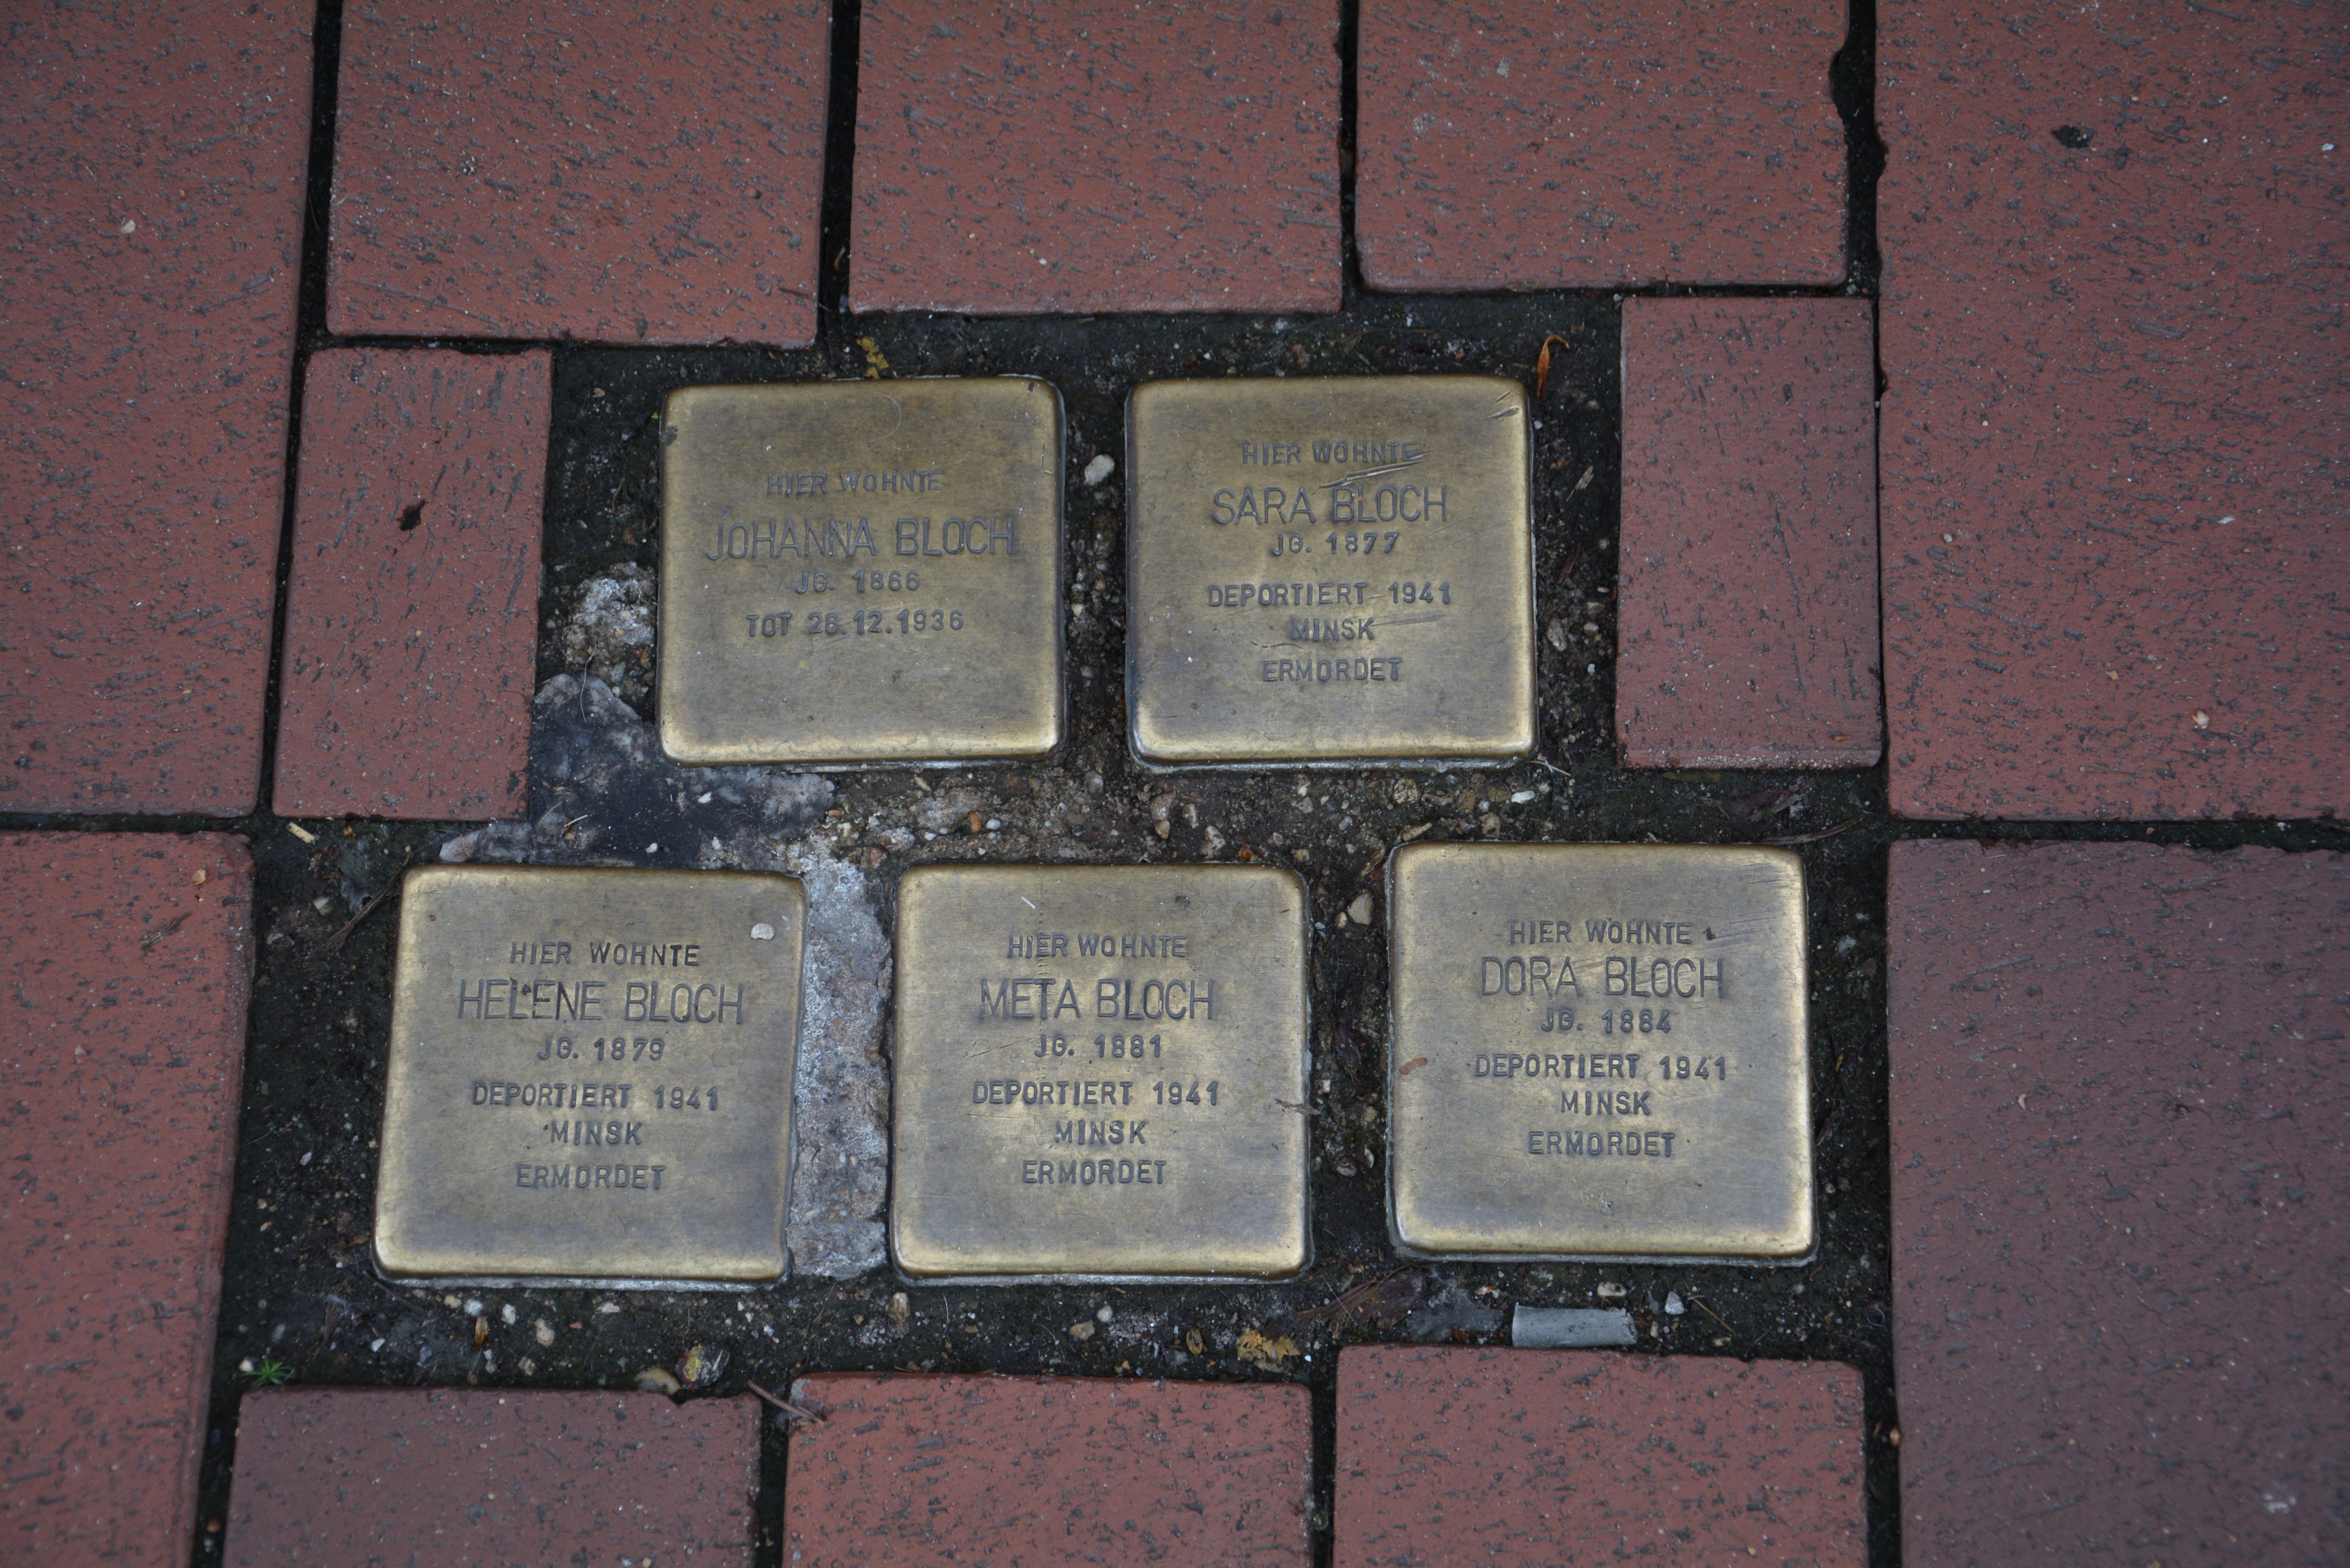 HIER WOHNTE
JOHANNA BLOCH
JG. 1866
TOT 28.12.1936
HIER WOHNTE
SARA BLOCH
JG. 1877
DEPORTIERT 1941
MINSK
ERMORDET
HIER WOHNTE
HELENE BLOCH
JG. 1879
DEPORTIERT 1941
MINSK
ERMORDET
HIER WOHNTE
META BLOCH
JG. 1881
DEPORTIERT 1941
MINSK
ERMORDET
HIER WOHNTE
DORA BLOCH
JG. 1884
DEPORTIERT 1941
MINSK
ERMORDET